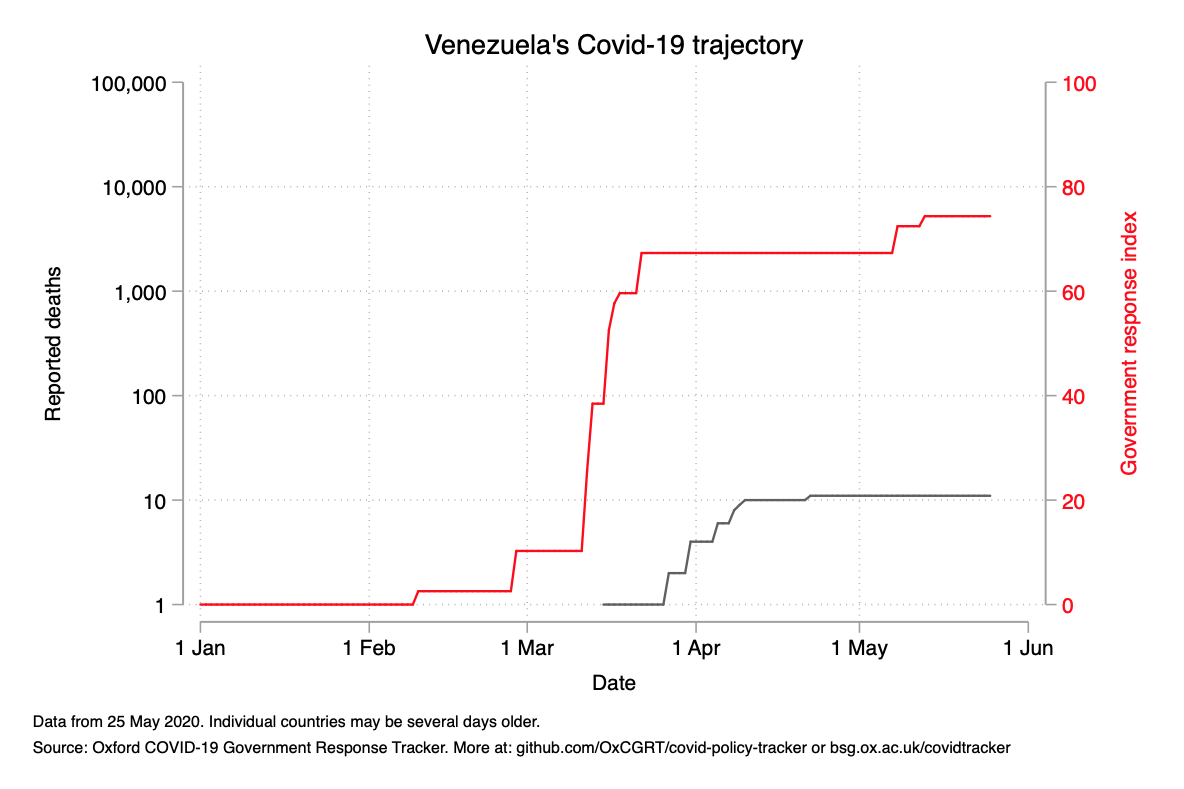 Venezuela's Covid-19 trajectory
100,000
10,000
1,000
100
10
1
Reported deaths
100
80
60
40
20
0
Government response index
1 Jan
1 Feb
1 Mar
1 Apr
1 May
1 Jun
Date
Data from 25 May 2020. Individual countries may be several days older.
Source: Oxford COVID-19 Government Response Tracker. More at: github.com/OxCGRT/covid-policy-tracker or bsg.ox.ac.uk/covidtracker